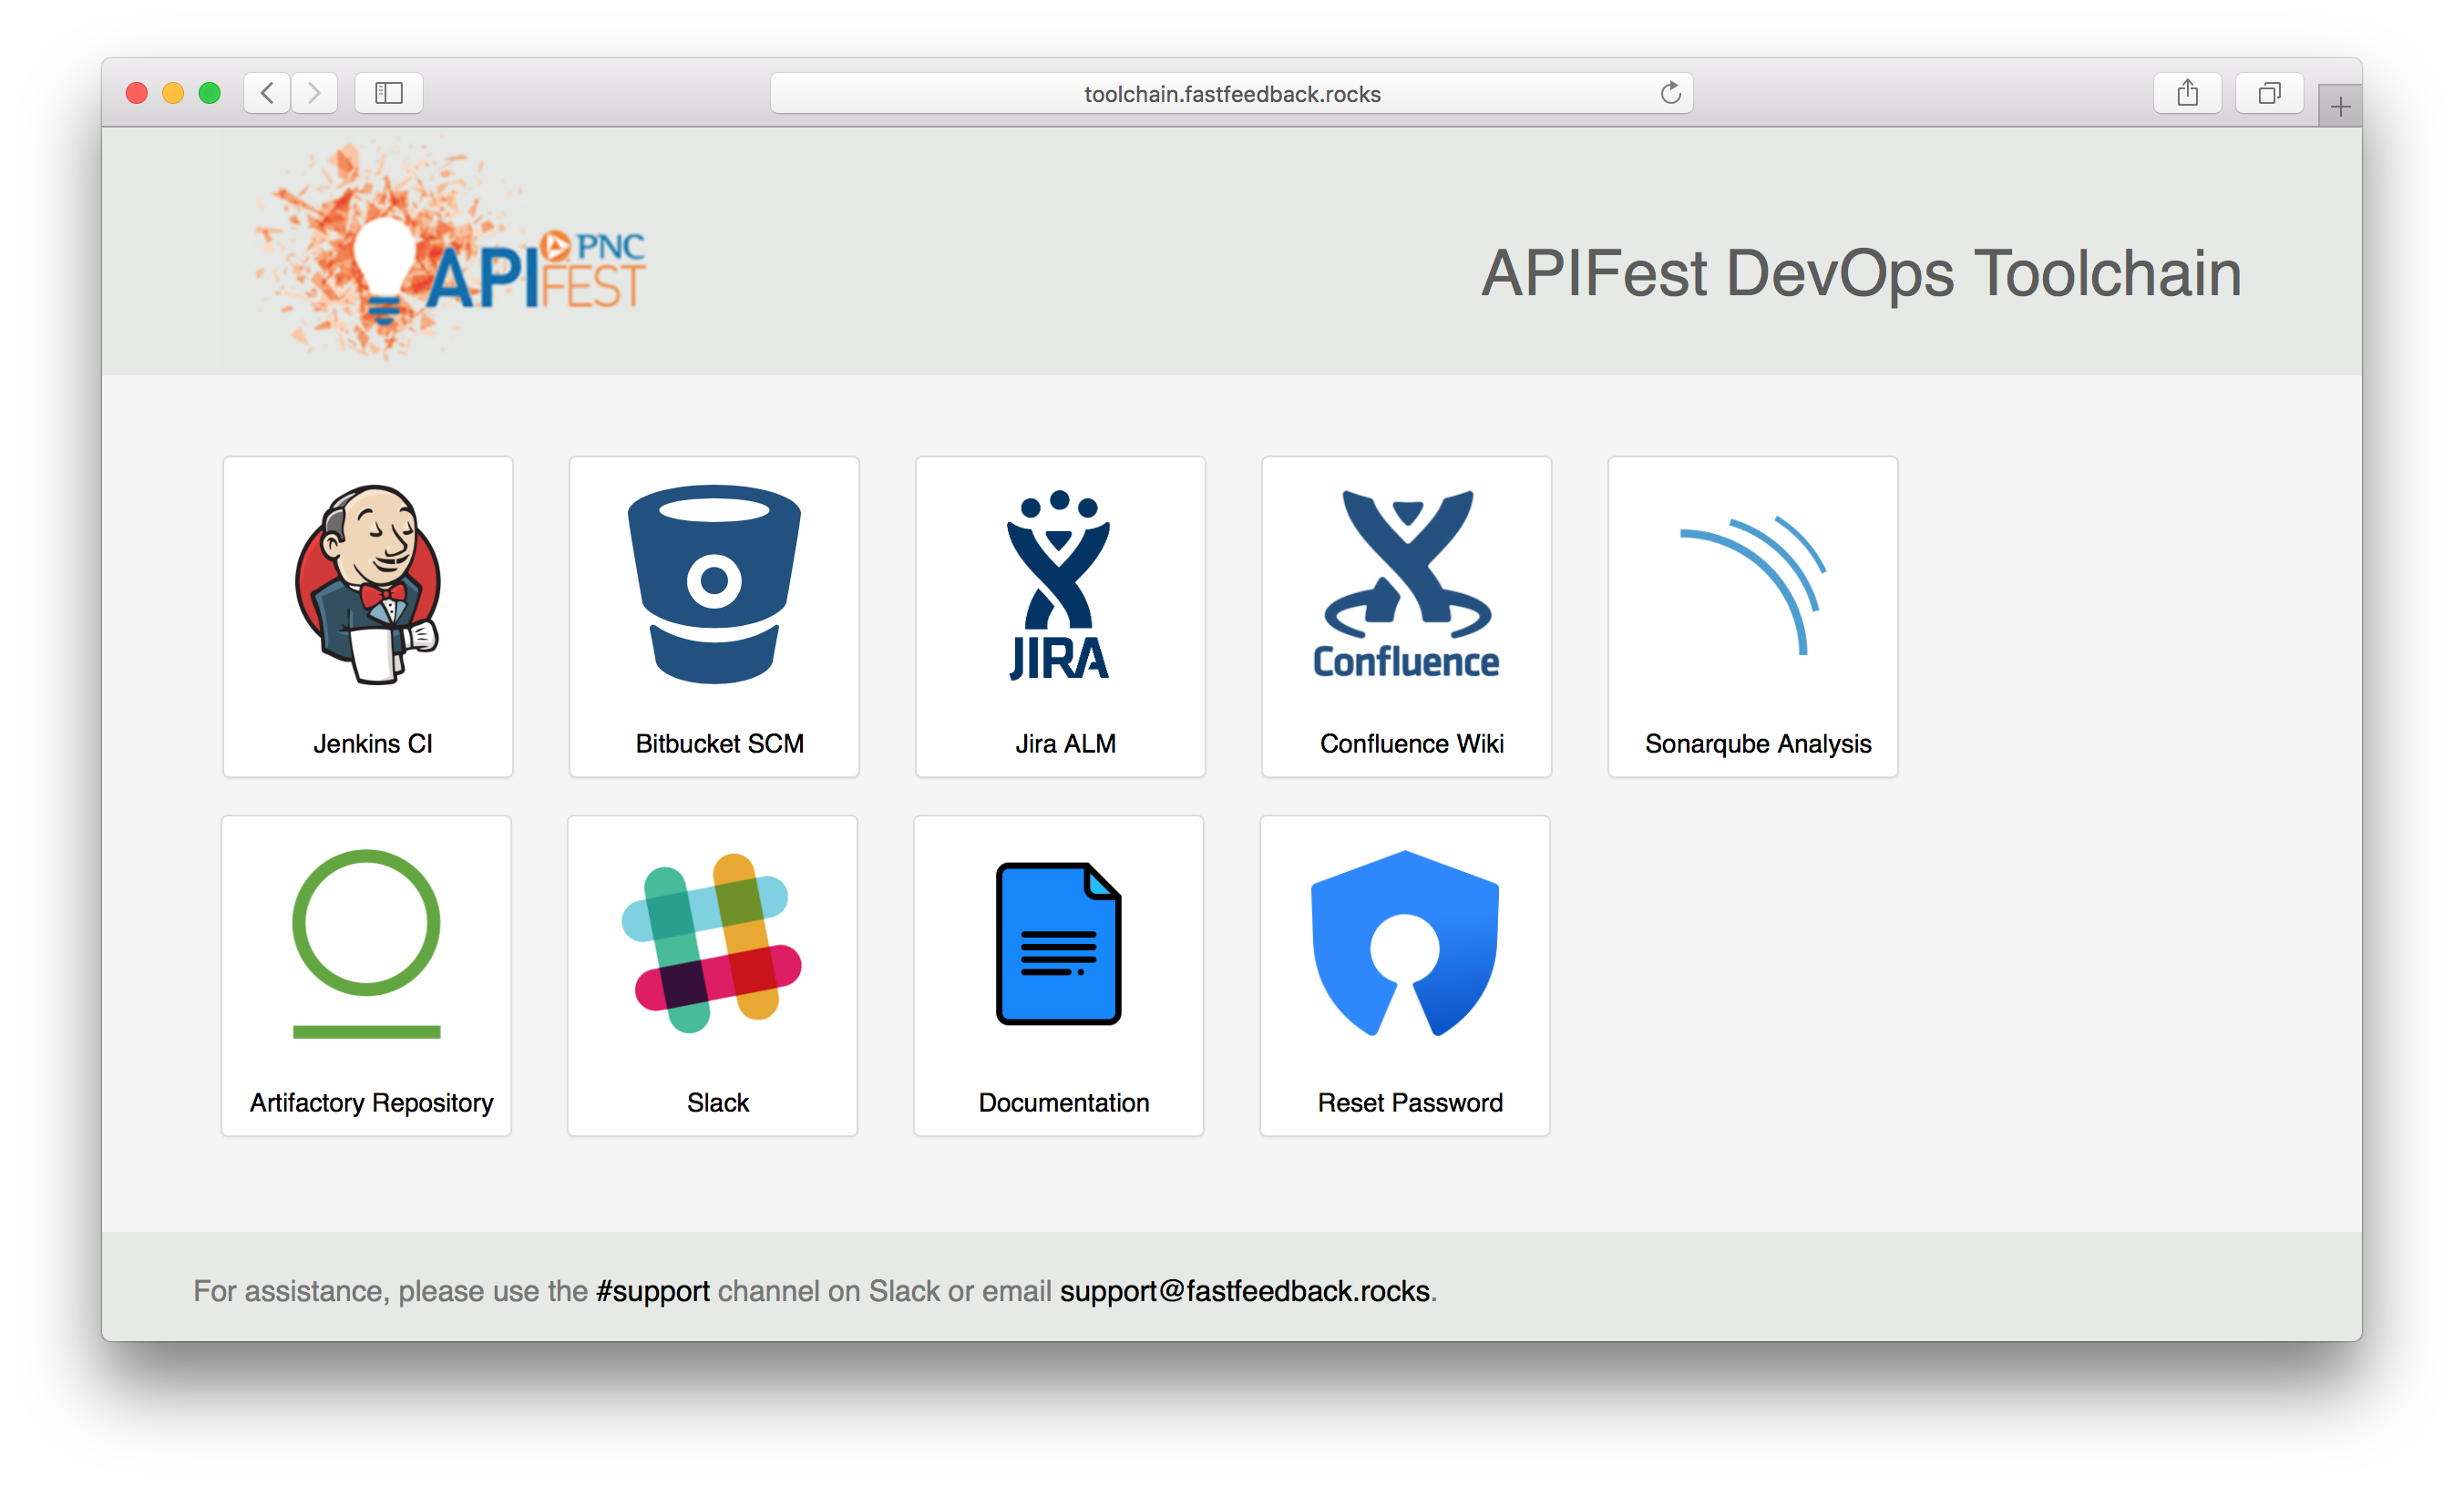 toolchain.fastfeedback.rocks
PNC
API FEST
APIFest DevOps Toolchain
JIRA
Confluence
Jenkins CI
Bitbucket SCM
Jira ALM
Confluence Wiki
Sonarqube Analysis
Artifactory Repository
Slack
Documentation
Reset Password
For assistance, please use the #support channel on Slack or email support@fastfeedback.rocks.